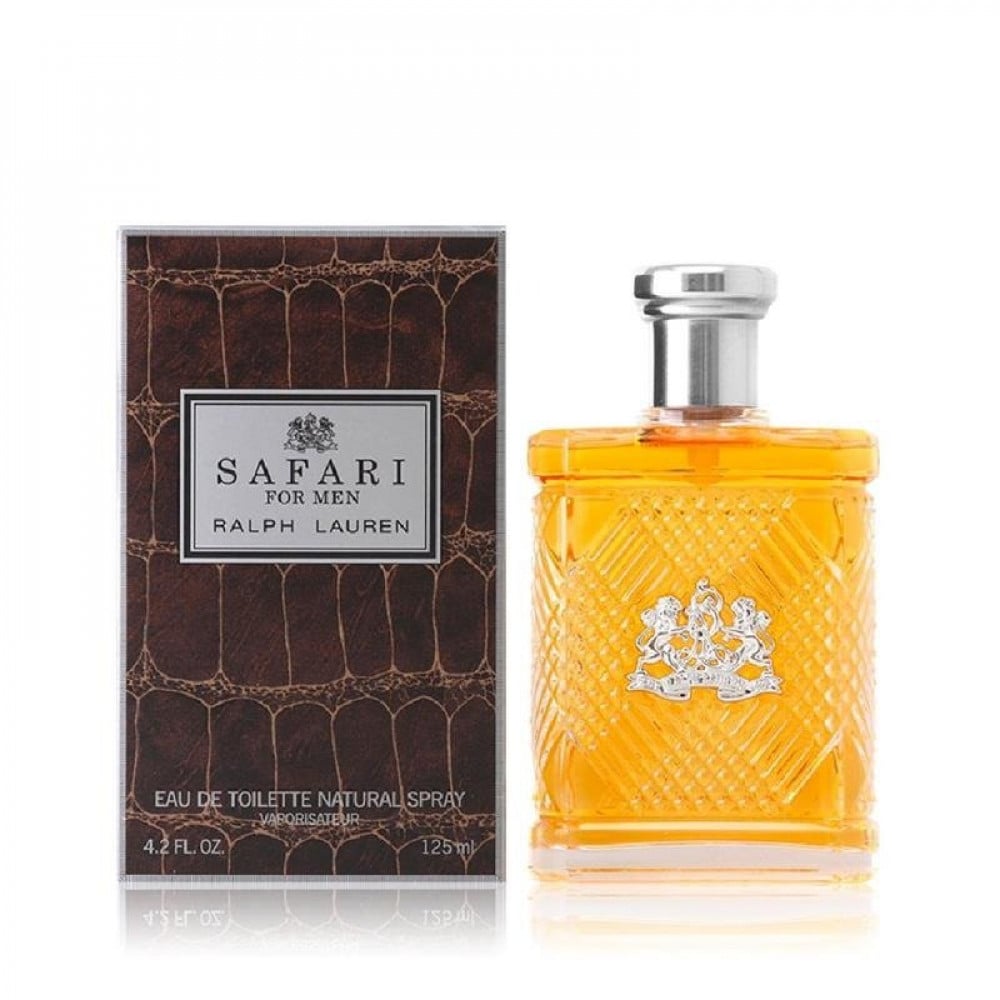 SAFARI
FOR MEN
RALPH LAUREN
EAU DE TOILETTE NATURAL SPRAY
VAPORISATEUR
4.2 FL. OZ.
125 ml